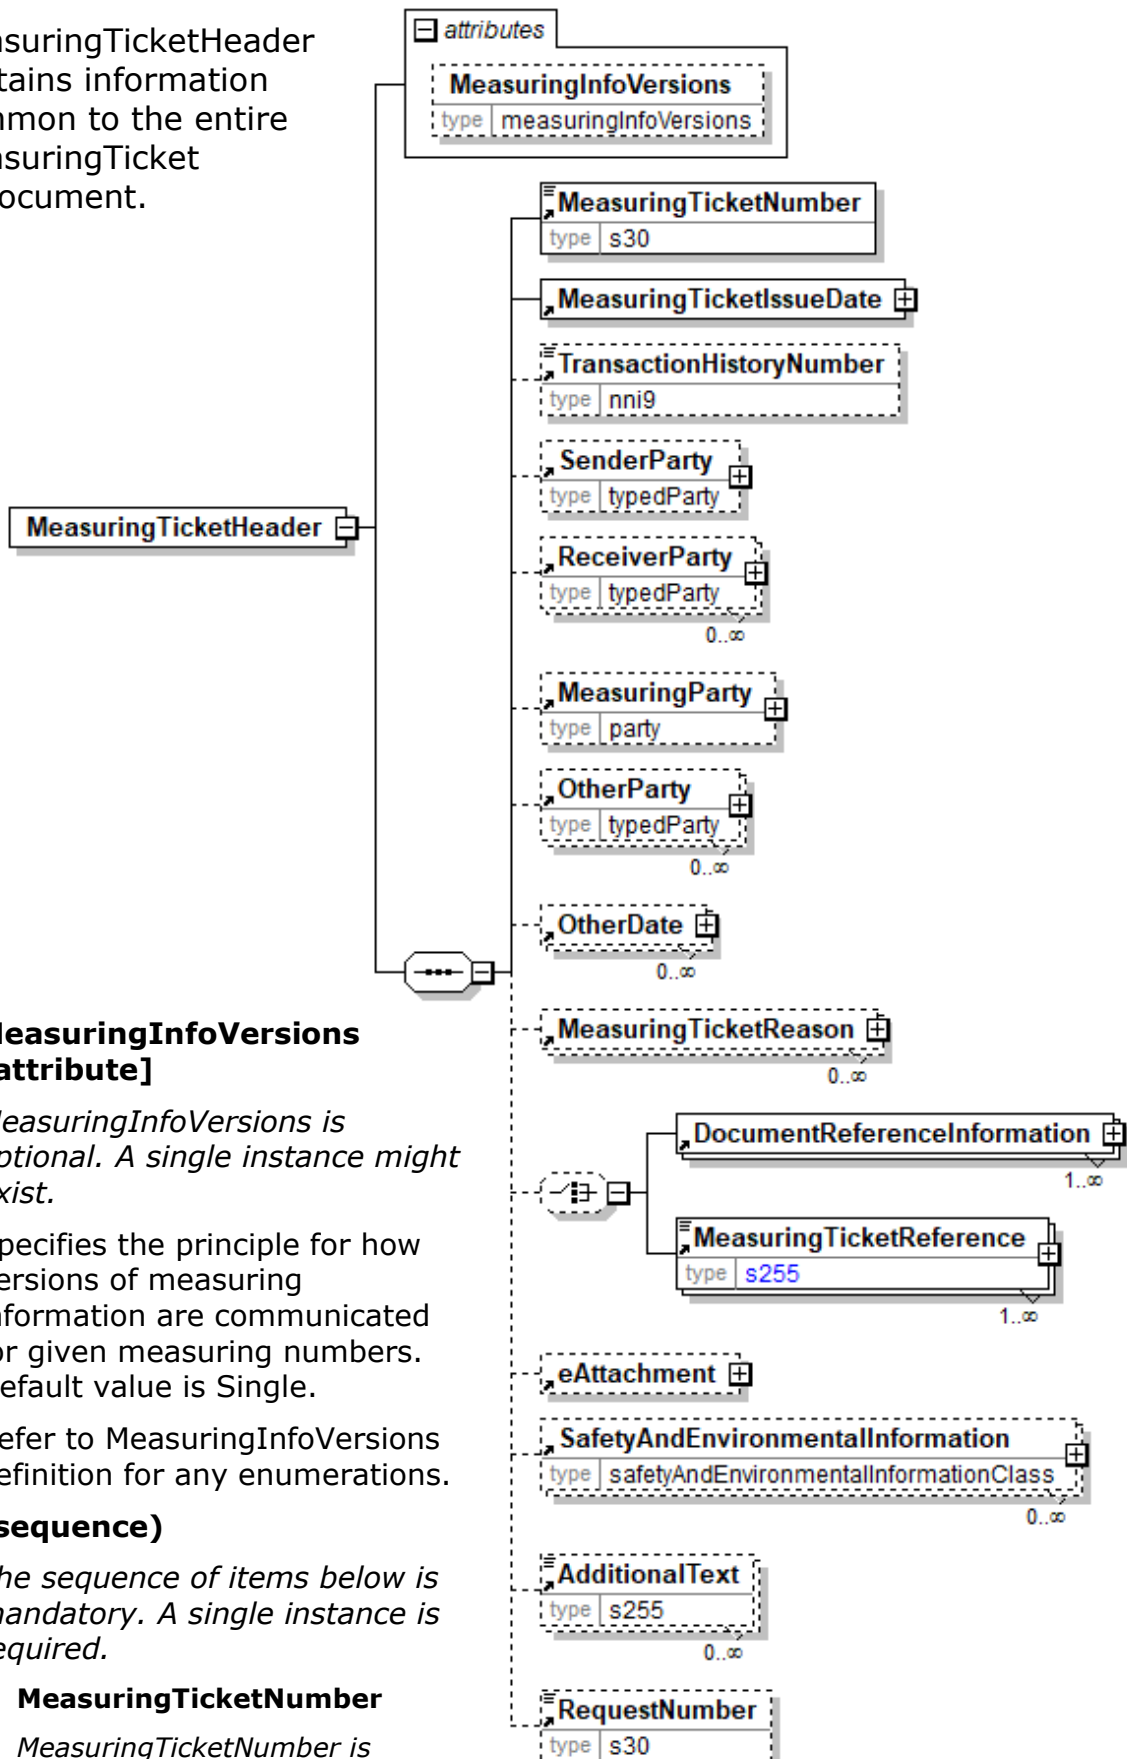 asuringTicketHeader
tains information
mmon to the entire
asuringTicket
ocument.
attributes
MeasuringInfoVersions
type measuringInfoVersions
MeasuringTicketNumber
type s30
MeasuringTicketIssueDate
TransactionHistoryNumber
type nni9
SenderParty
type typedParty
MeasuringTicketHeader
ReceiverParty
type typedParty
0..∞
MeasuringParty
type party
OtherParty
type typedParty
0..∞
OtherDate
0..∞
MeasuringTicketReason
0..∞
DocumentReferenceInformation
1..∞
MeasuringTicketReference
type s255
1..∞
eAttachment
SafetyAndEnvironmentalInformation
type safetyAndEnvironmentalInformationClass
0..∞
AdditionalText
type s255
0..∞
RequestNumber
type s30
MeasuringInfoVersions
attribute]
MeasuringInfoVersions is
ptional. A single instance might
xist.
pecifies the principle for how
ersions of measuring
nformation are communicated
or given measuring numbers.
efault value is Single.
efer to MeasuringInfoVersions
efinition for any enumerations.
sequence)
he sequence of items below is
mandatory. A single instance is
equired.
MeasuringTicketNumber
MeasuringTicketNumber is